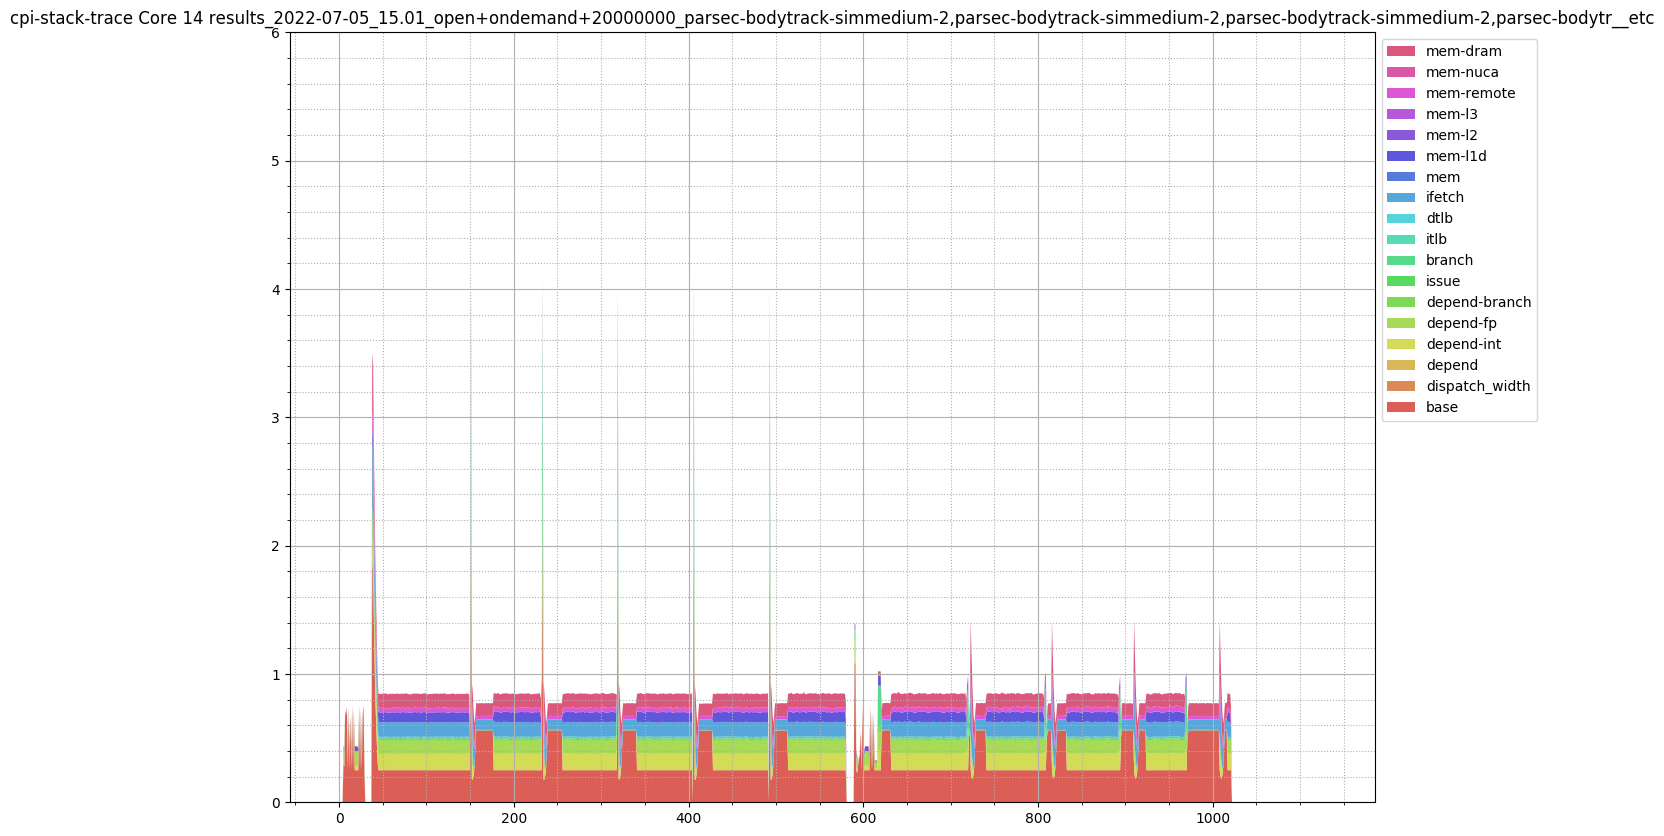 cpi-stack-trace Core 14 results_2022-07-05_15.01_open+ondemand+20000000_parsec-bodytrack-simmedium-2,parsec-bodytrack-simmedium-2,parsec-bodytrack-simmedium-2,parsec-bodytr__etc
6
5
4
3
2
1
0
0 200 400 600 800 1000
mem-dram
mem-nuca
mem-remote
mem-l3
mem-l2
mem-l1d
mem
ifetch
dtlb
itlb
branch
issue
depend-branch
depend-fp
depend-int
depend
dispatch_width
base